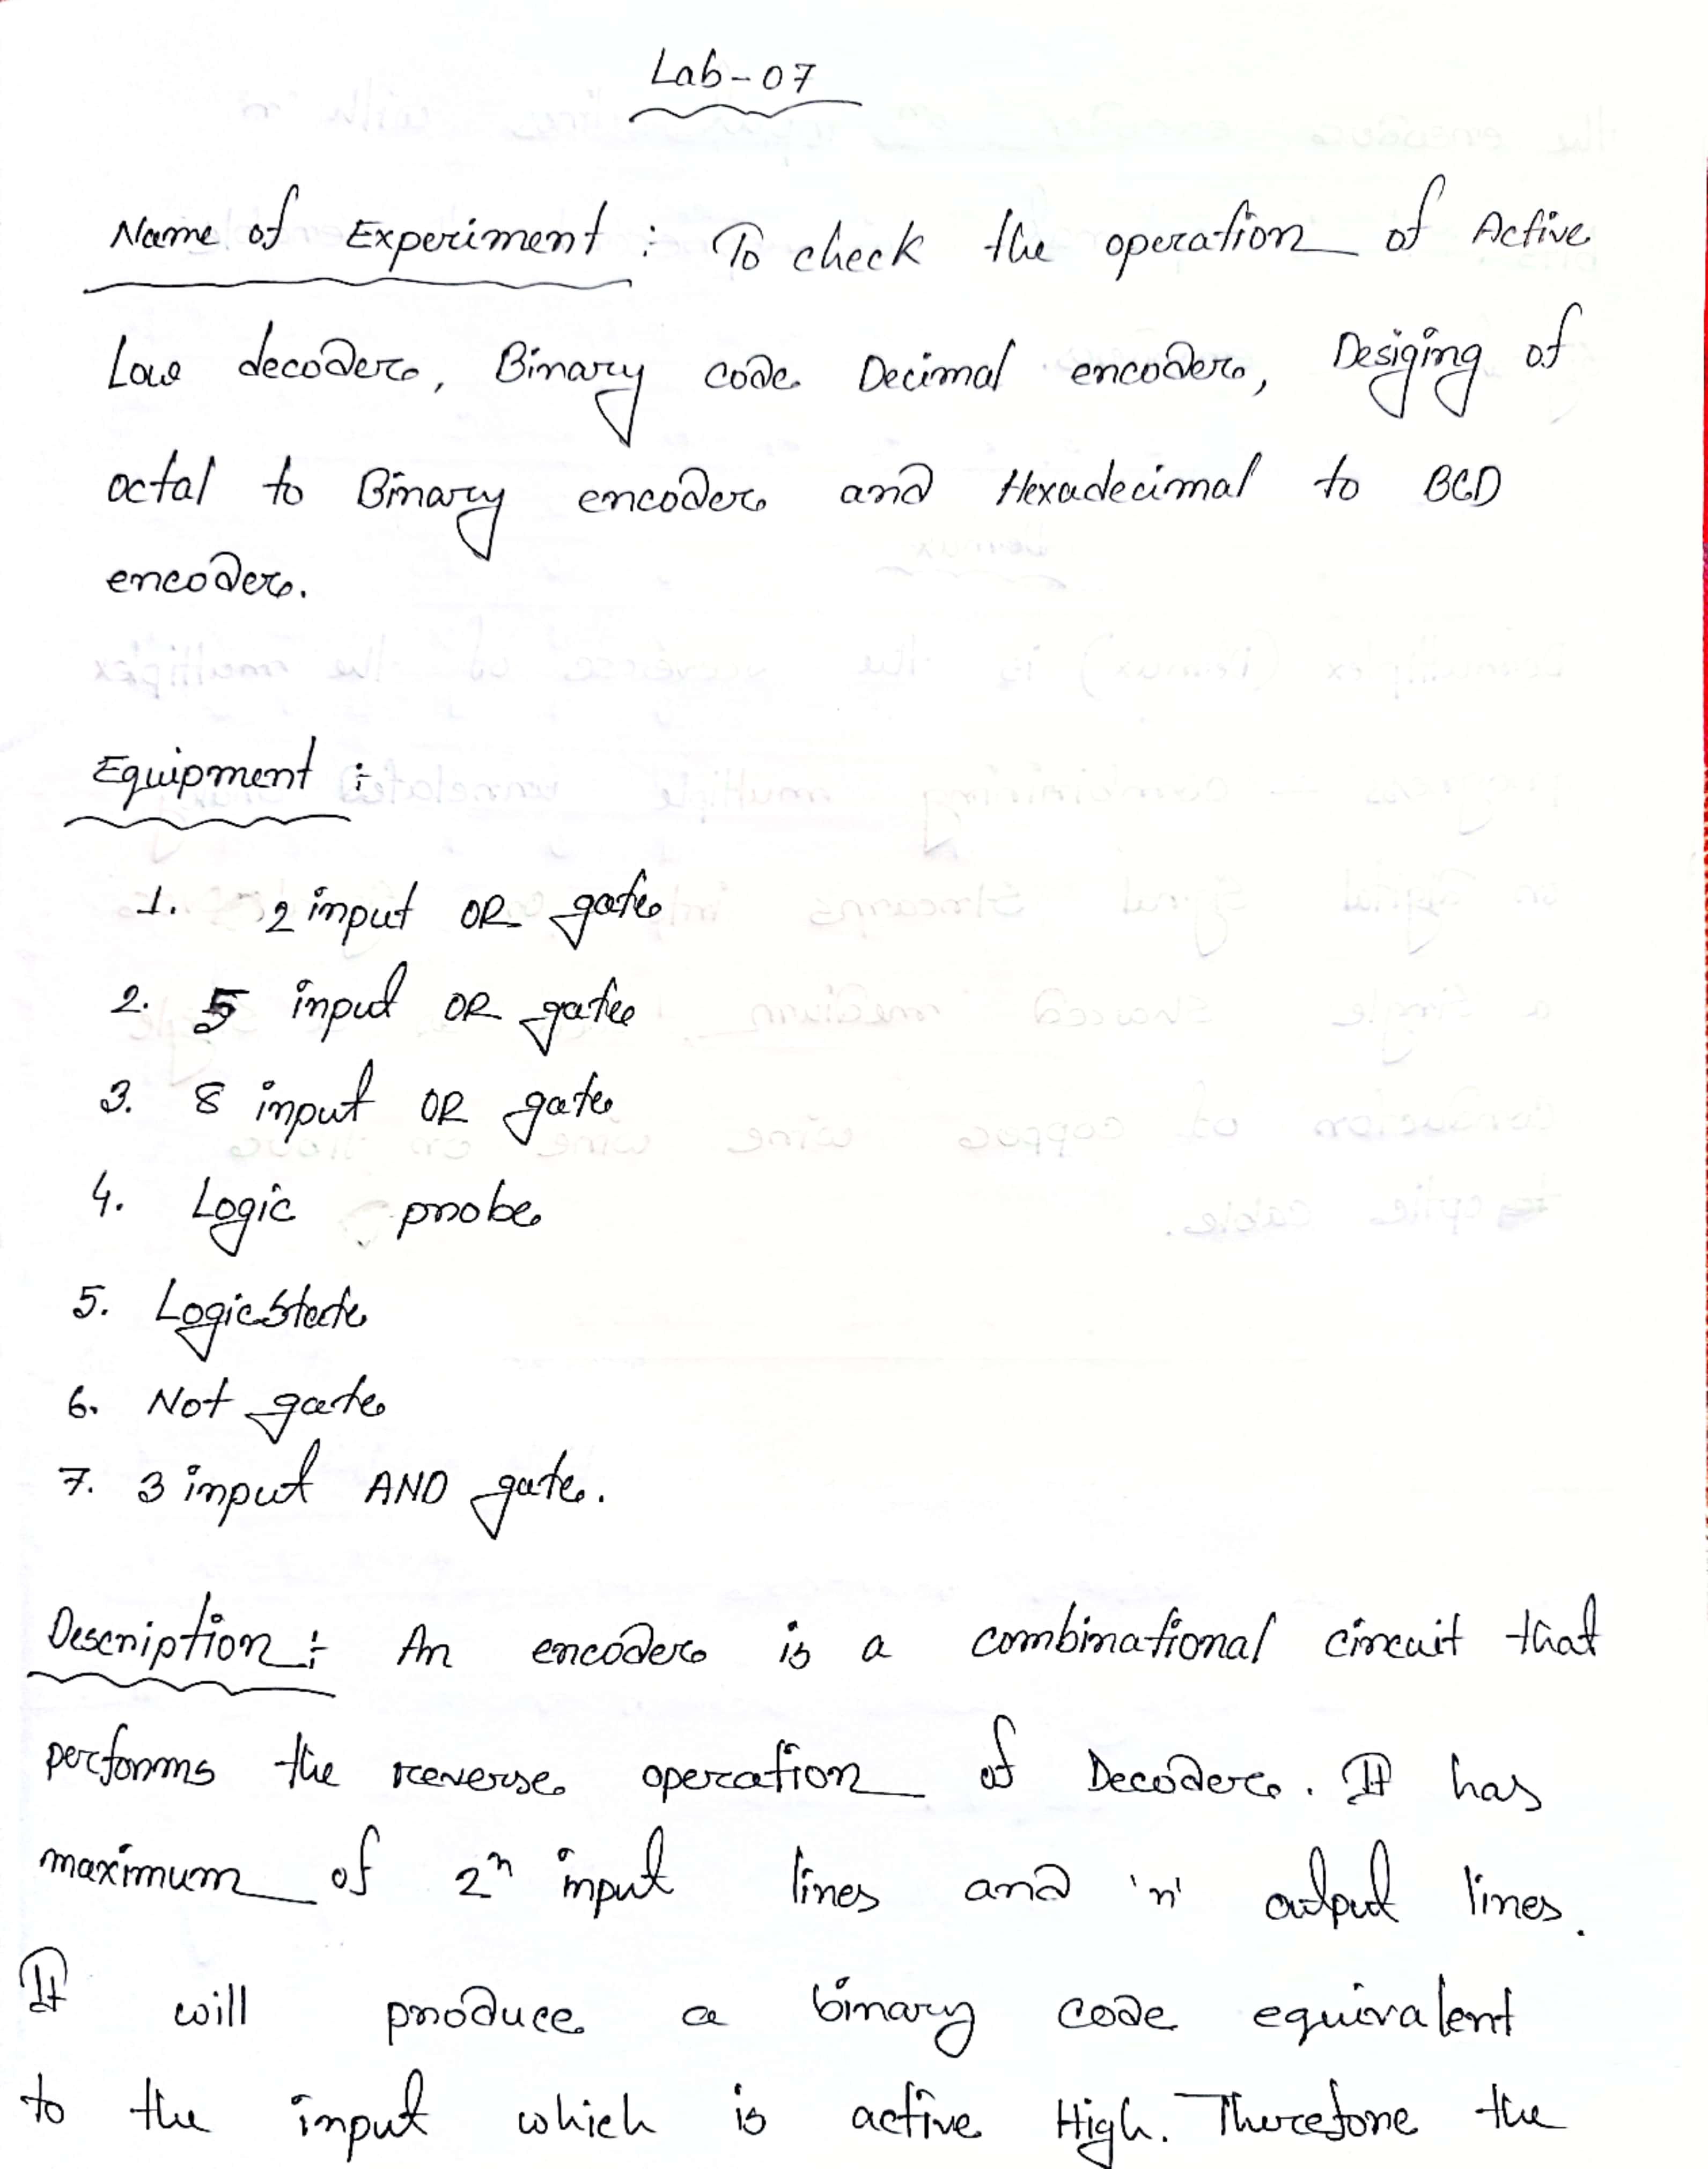 Lab-07
Name of Experiment : To check the operation of Active
Low decoder, Binary code Decimal encoder, Desiging of
octal to Binary encoder and Hexadecimal to BCD
encoder.
Equipment :
1. 2 input OR gate
2. 5 input OR gate
3. 8 input OR gate
4. Logic probe
5. Logicstate
6. Not gate
7. 3 input AND gate.
Description : An encoder is a combinational circuit that
performs the reverse operation of Decoder. It has
maximum of 2ⁿ input lines and 'n' output lines.
It will produce a binary code equivalent
to the input which is active High. Therefore the